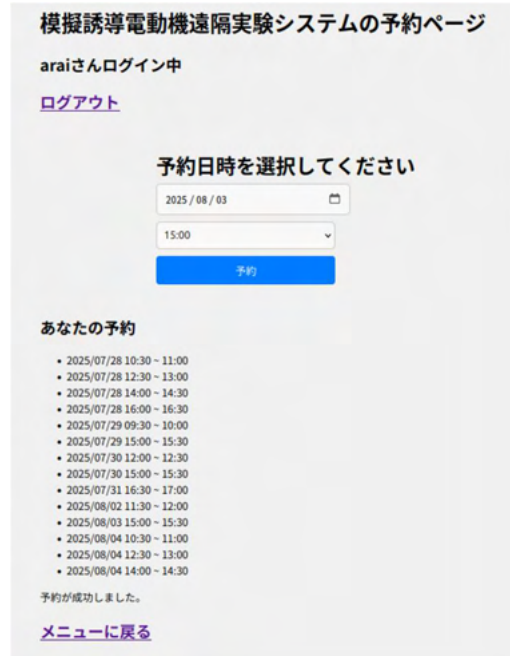 模擬誘導電動機遠隔実験システムの予約ページ
araiさんログイン中
ログアウト
予約日時を選択してください
2025 / 08 / 03
15:00
予約
あなたの予約
• 2025/07/28 10:30 ~ 11:00
• 2025/07/28 12:30 ~ 13:00
• 2025/07/28 14:00 ~ 14:30
• 2025/07/28 16:00 ~ 16:30
• 2025/07/29 09:30 ~ 10:00
• 2025/07/29 15:00 ~ 15:30
• 2025/07/30 12:00 ~ 12:30
• 2025/07/30 15:00 ~ 15:30
• 2025/07/31 16:30 ~ 17:00
• 2025/08/02 11:30 ~ 12:00
• 2025/08/03 15:00 ~ 15:30
• 2025/08/04 10:30 ~ 11:00
• 2025/08/04 12:30 ~ 13:00
• 2025/08/04 14:00 ~ 14:30
予約が成功しました。
メニューに戻る